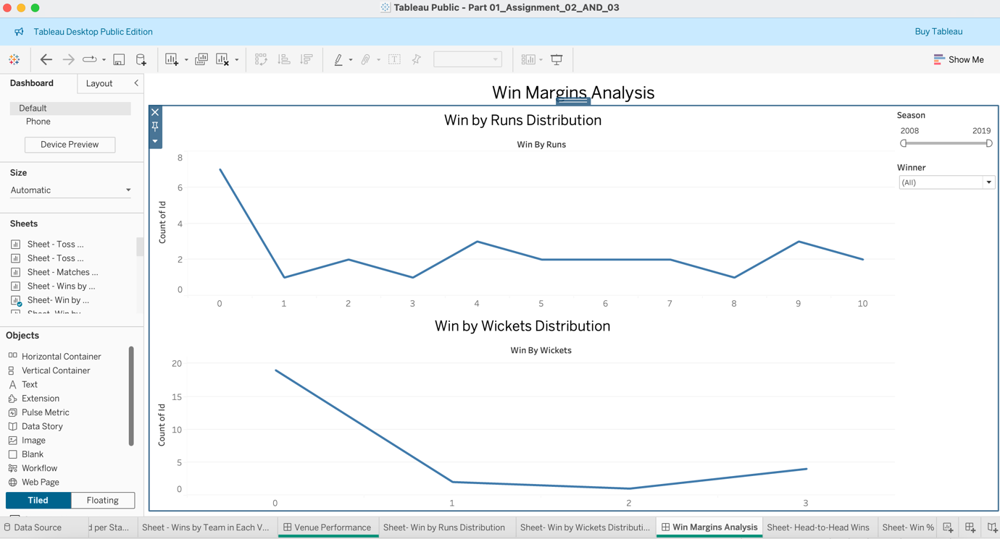 Tableau Public - Part 01_Assignment_02_AND_03
Tableau Desktop Public Edition
Buy Tableau
Show Me
Dashboard
Layout
Default
Phone
Device Preview
Size
Automatic
Sheets
Sheet - Toss ...
Sheet - Toss ...
Sheet - Matches ...
Sheet - Wins by ...
Sheet- Win by ...
Sheet- Win by
Objects
Horizontal Container
Vertical Container
Text
Extension
Pulse Metric
Data Story
Image
Blank
Workflow
Web Page
Tiled
Floating
Win Margins Analysis
Win by Runs Distribution
Win By Runs
Count of Id
8
6
4
2
0
0 1 2 3 4 5 6 7 8 9 10
Win by Wickets Distribution
Win By Wickets
Count of Id
20
15
10
5
0
0 1 2 3
Season
2008 2019
Winner
(All)
Data Source
d per Sta...
Sheet - Wins by Team in Each V...
Venue Performance
Sheet- Win by Runs Distribution
Sheet- Win by Wickets Distributi...
Win Margins Analysis
Sheet- Head-to-Head Wins
Sheet- Win %